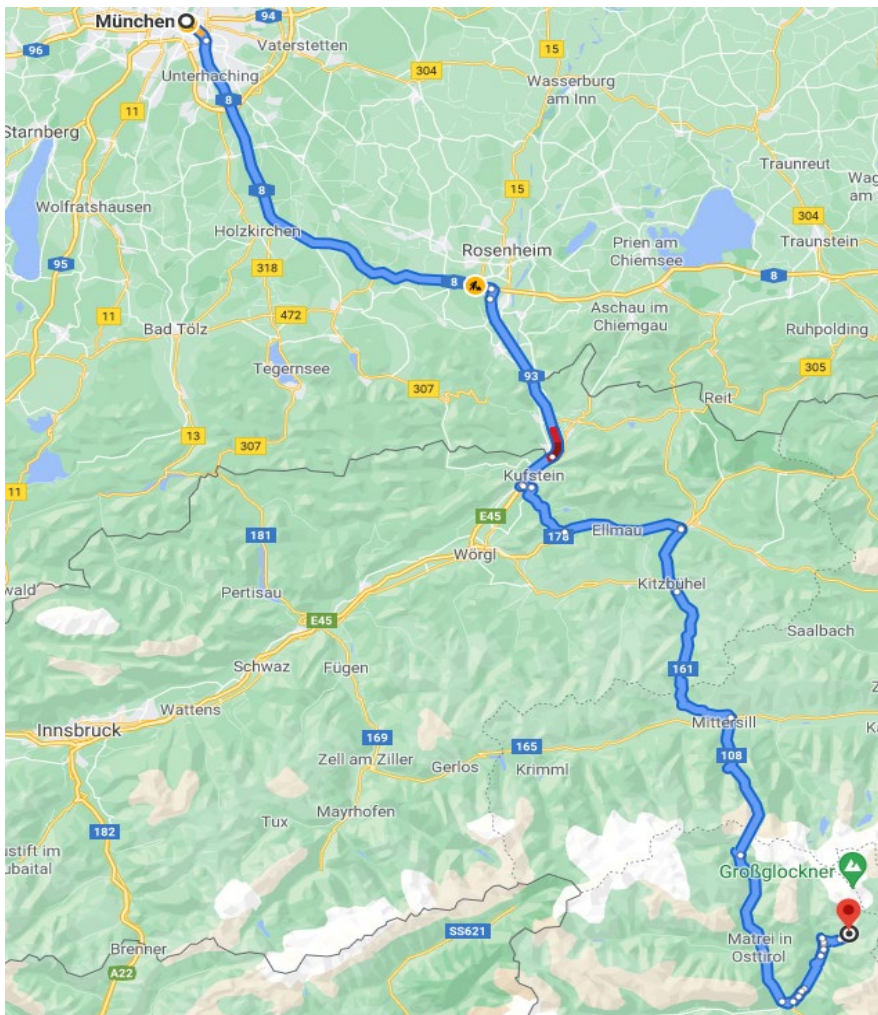 München
94
8
96
Vaterstetten
15
304
Unterhaching
Wasserburg
am Inn
8
11
Starnberg
Traunreut
Wag
am
8
15
Wolfratshausen
304
Holzkirchen
Rosenheim
Prien am
Chiemsee
Traunstein
95
318
8
8
11
472
Aschau im
Chiemgau
Bad Tölz
Ruhpolding
Tegernsee
93
305
307
Reit
13
307
Kufstein
11
E45
181
178
Ellmau
Wörgl
wald
Pertisau
Kitzbühel
E45
Saalbach
Schwaz
Fügen
161
Wattens
Innsbruck
Mittersill
Ka
169
165
108
Zell am Ziller
Gerlos
Krimml
Mayrhofen
Tux
182
ustift im
ubaital
Großglockner
SS621
Matrei in
Osttirol
Brenner
A22